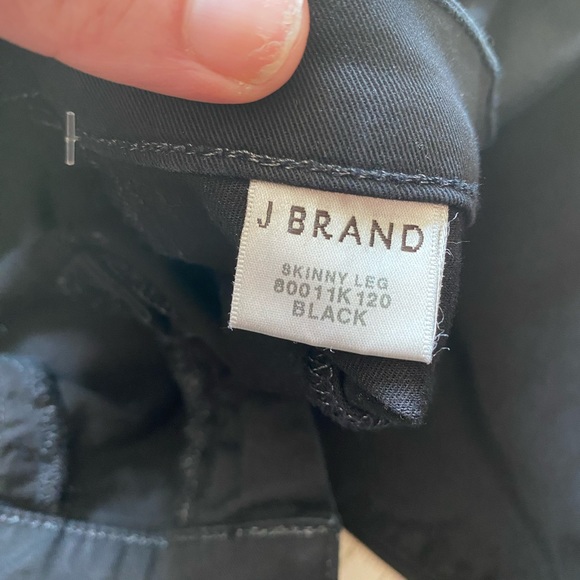 J BRAND
SKINNY LEG
80011K120
BLACK